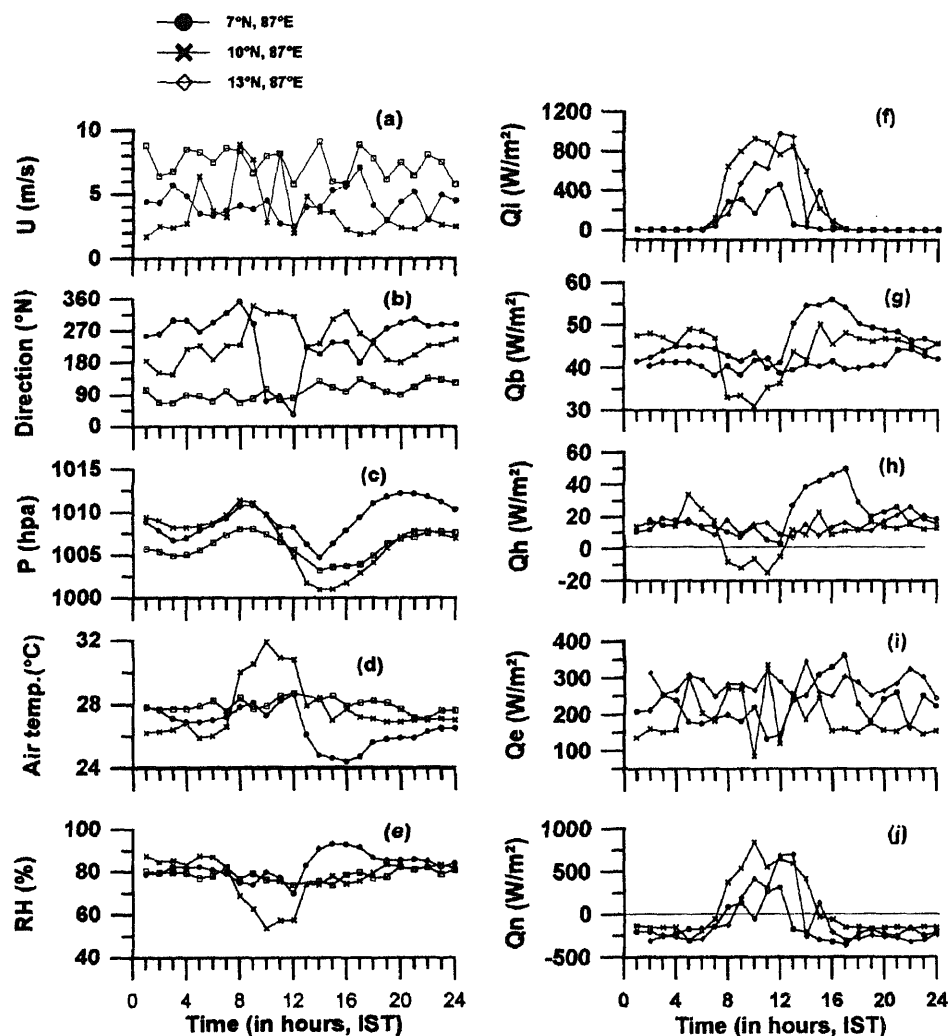 7°N, 87°E
10°N, 87°E
13°N, 87°E
(a)
10
5
0
U (m/s)
(b)
360
270
180
90
0
Direction (°N)
(c)
1015
1010
1005
1000
P (hpa)
(d)
32
28
24
Air temp.(°C)
(e)
100
80
60
40
RH (%)
0 4 8 12 16 20 24
Time (in hours, IST)
(f)
1200
800
400
0
Qi (W/m²)
(g)
60
50
40
30
Qb (W/m²)
(h)
60
40
20
0
-20
Qh (W/m²)
(i)
400
300
200
100
Qe (W/m²)
(j)
1000
500
0
-500
Qn (W/m²)
0 4 8 12 16 20 24
Time (in hours, IST)